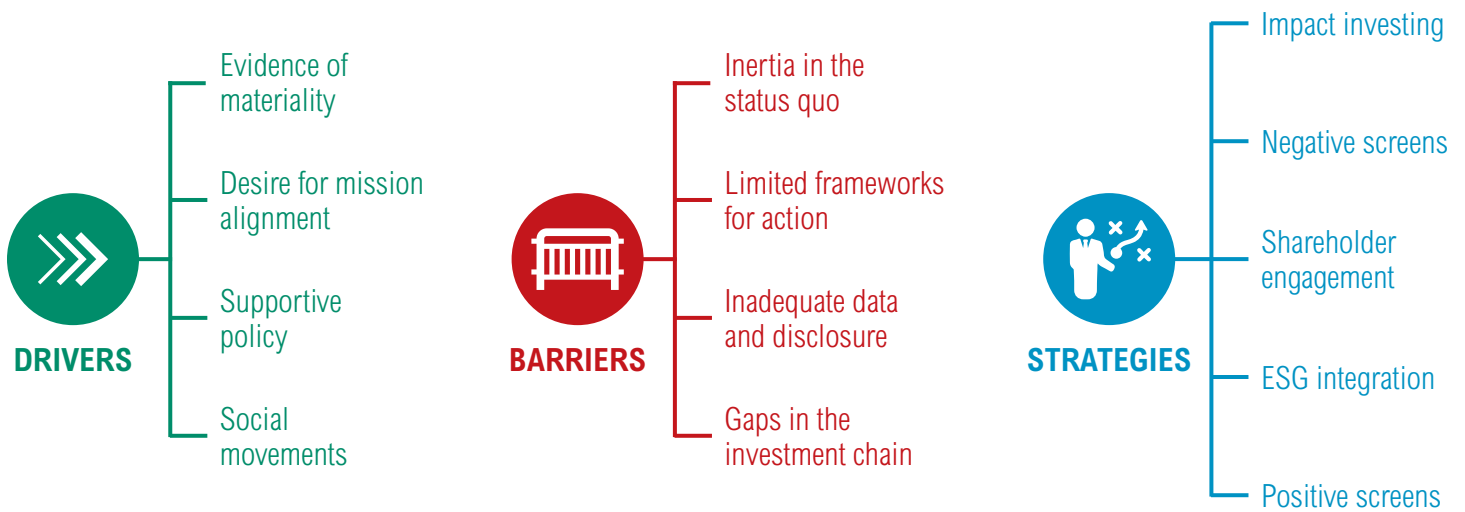 DRIVERS
Evidence of
materiality
Desire for mission
alignment
Supportive
policy
Social
movements
BARRIERS
Inertia in the
status quo
Limited frameworks
for action
Inadequate data
and disclosure
Gaps in the
investment chain
STRATEGIES
Impact investing
Negative screens
Shareholder
engagement
ESG integration
Positive screens